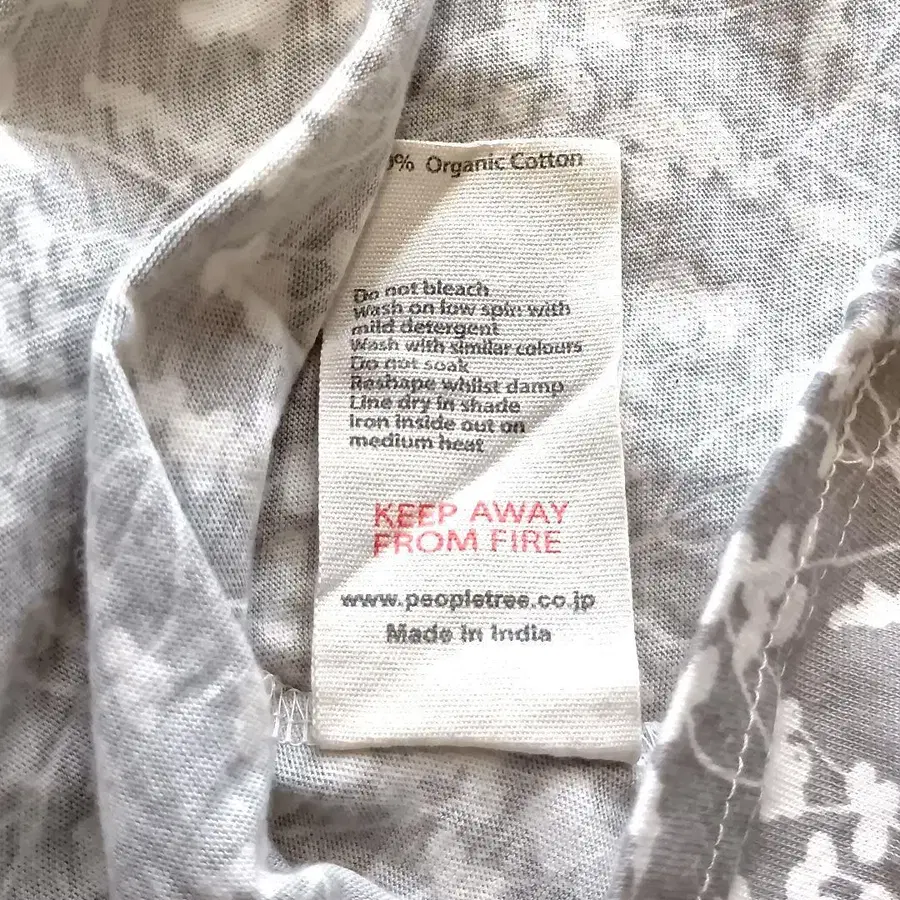 0% Organic Cotton
Do not bleach
Wash on low spin with
mild detergent
Wash with similar colours
Do not soak
Reshape whilst damp
Line dry in shade
Iron inside out on
medium heat
KEEP AWAY
FROM FIRE
www.peopletree.co.jp
Made in India